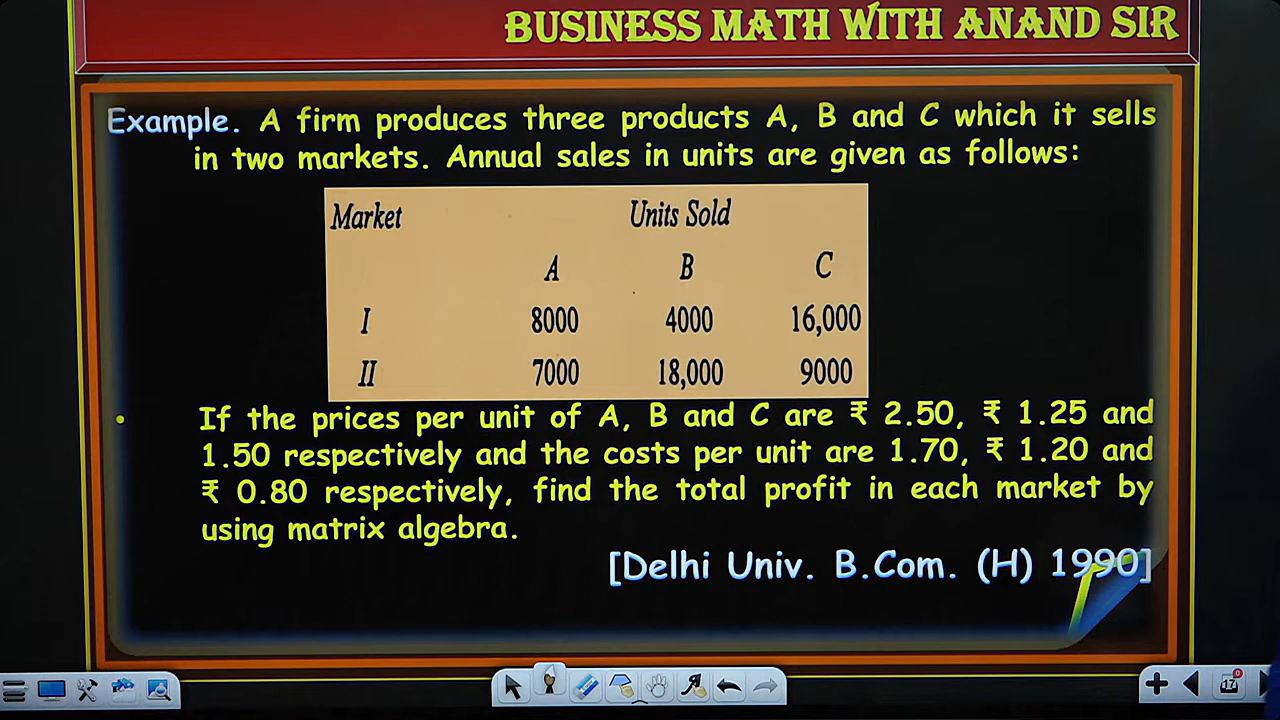 BUSINESS MATH WITH ANAND SIR
Example. A firm produces three products A, B and C which it sells
in two markets. Annual sales in units are given as follows:
Market Units Sold
A B C
I 8000 4000 16,000
II 7000 18,000 9000
• If the prices per unit of A, B and C are ₹ 2.50, ₹ 1.25 and
1.50 respectively and the costs per unit are 1.70, ₹ 1.20 and
₹ 0.80 respectively, find the total profit in each market by
using matrix algebra.
[Delhi Univ. B.Com. (H) 1990]
17
0